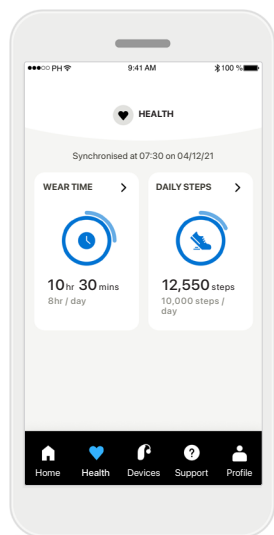 PH 9:41 AM 100 %
HEALTH
Synchronised at 07:30 on 04/12/21
WEAR TIME
10 hr 30 mins
8hr / day
DAILY STEPS
12,550 steps
10,000 steps /
day
Home Health Devices Support Profile